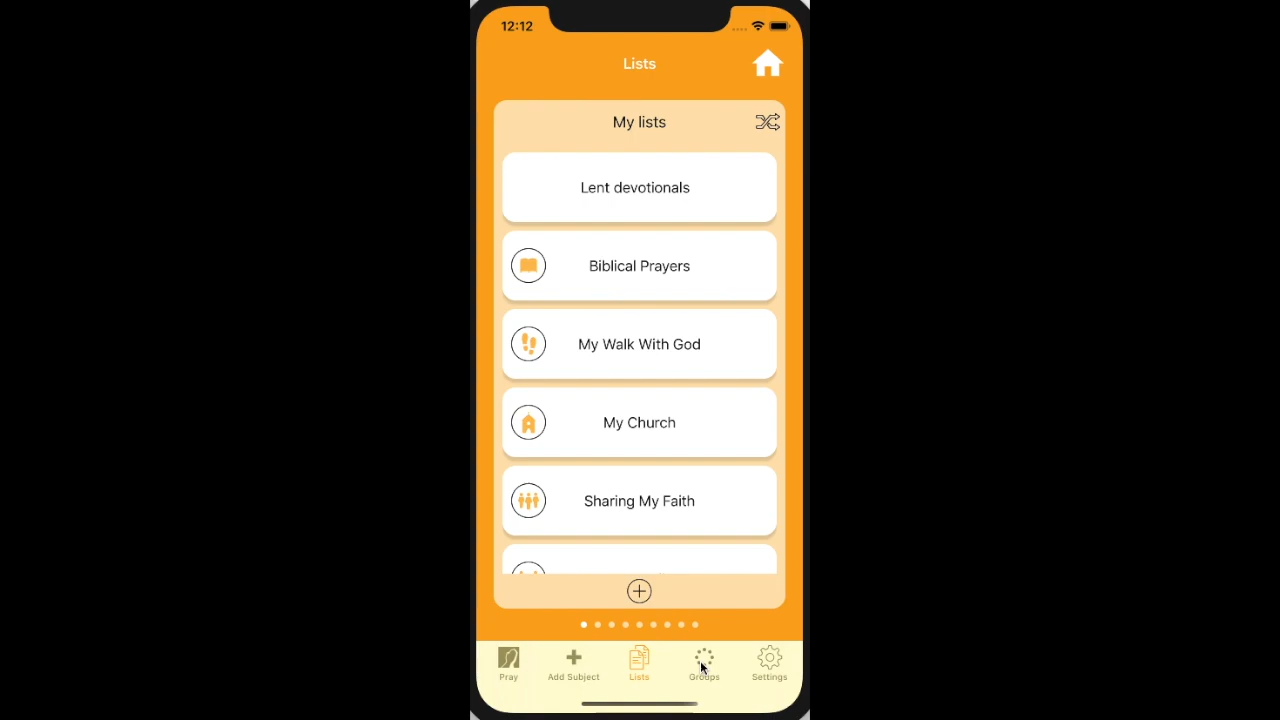 12:12
Lists
My lists
Lent devotionals
Biblical Prayers
My Walk With God
My Church
Sharing My Faith
Pray
Add Subject
Lists
Groups
Settings